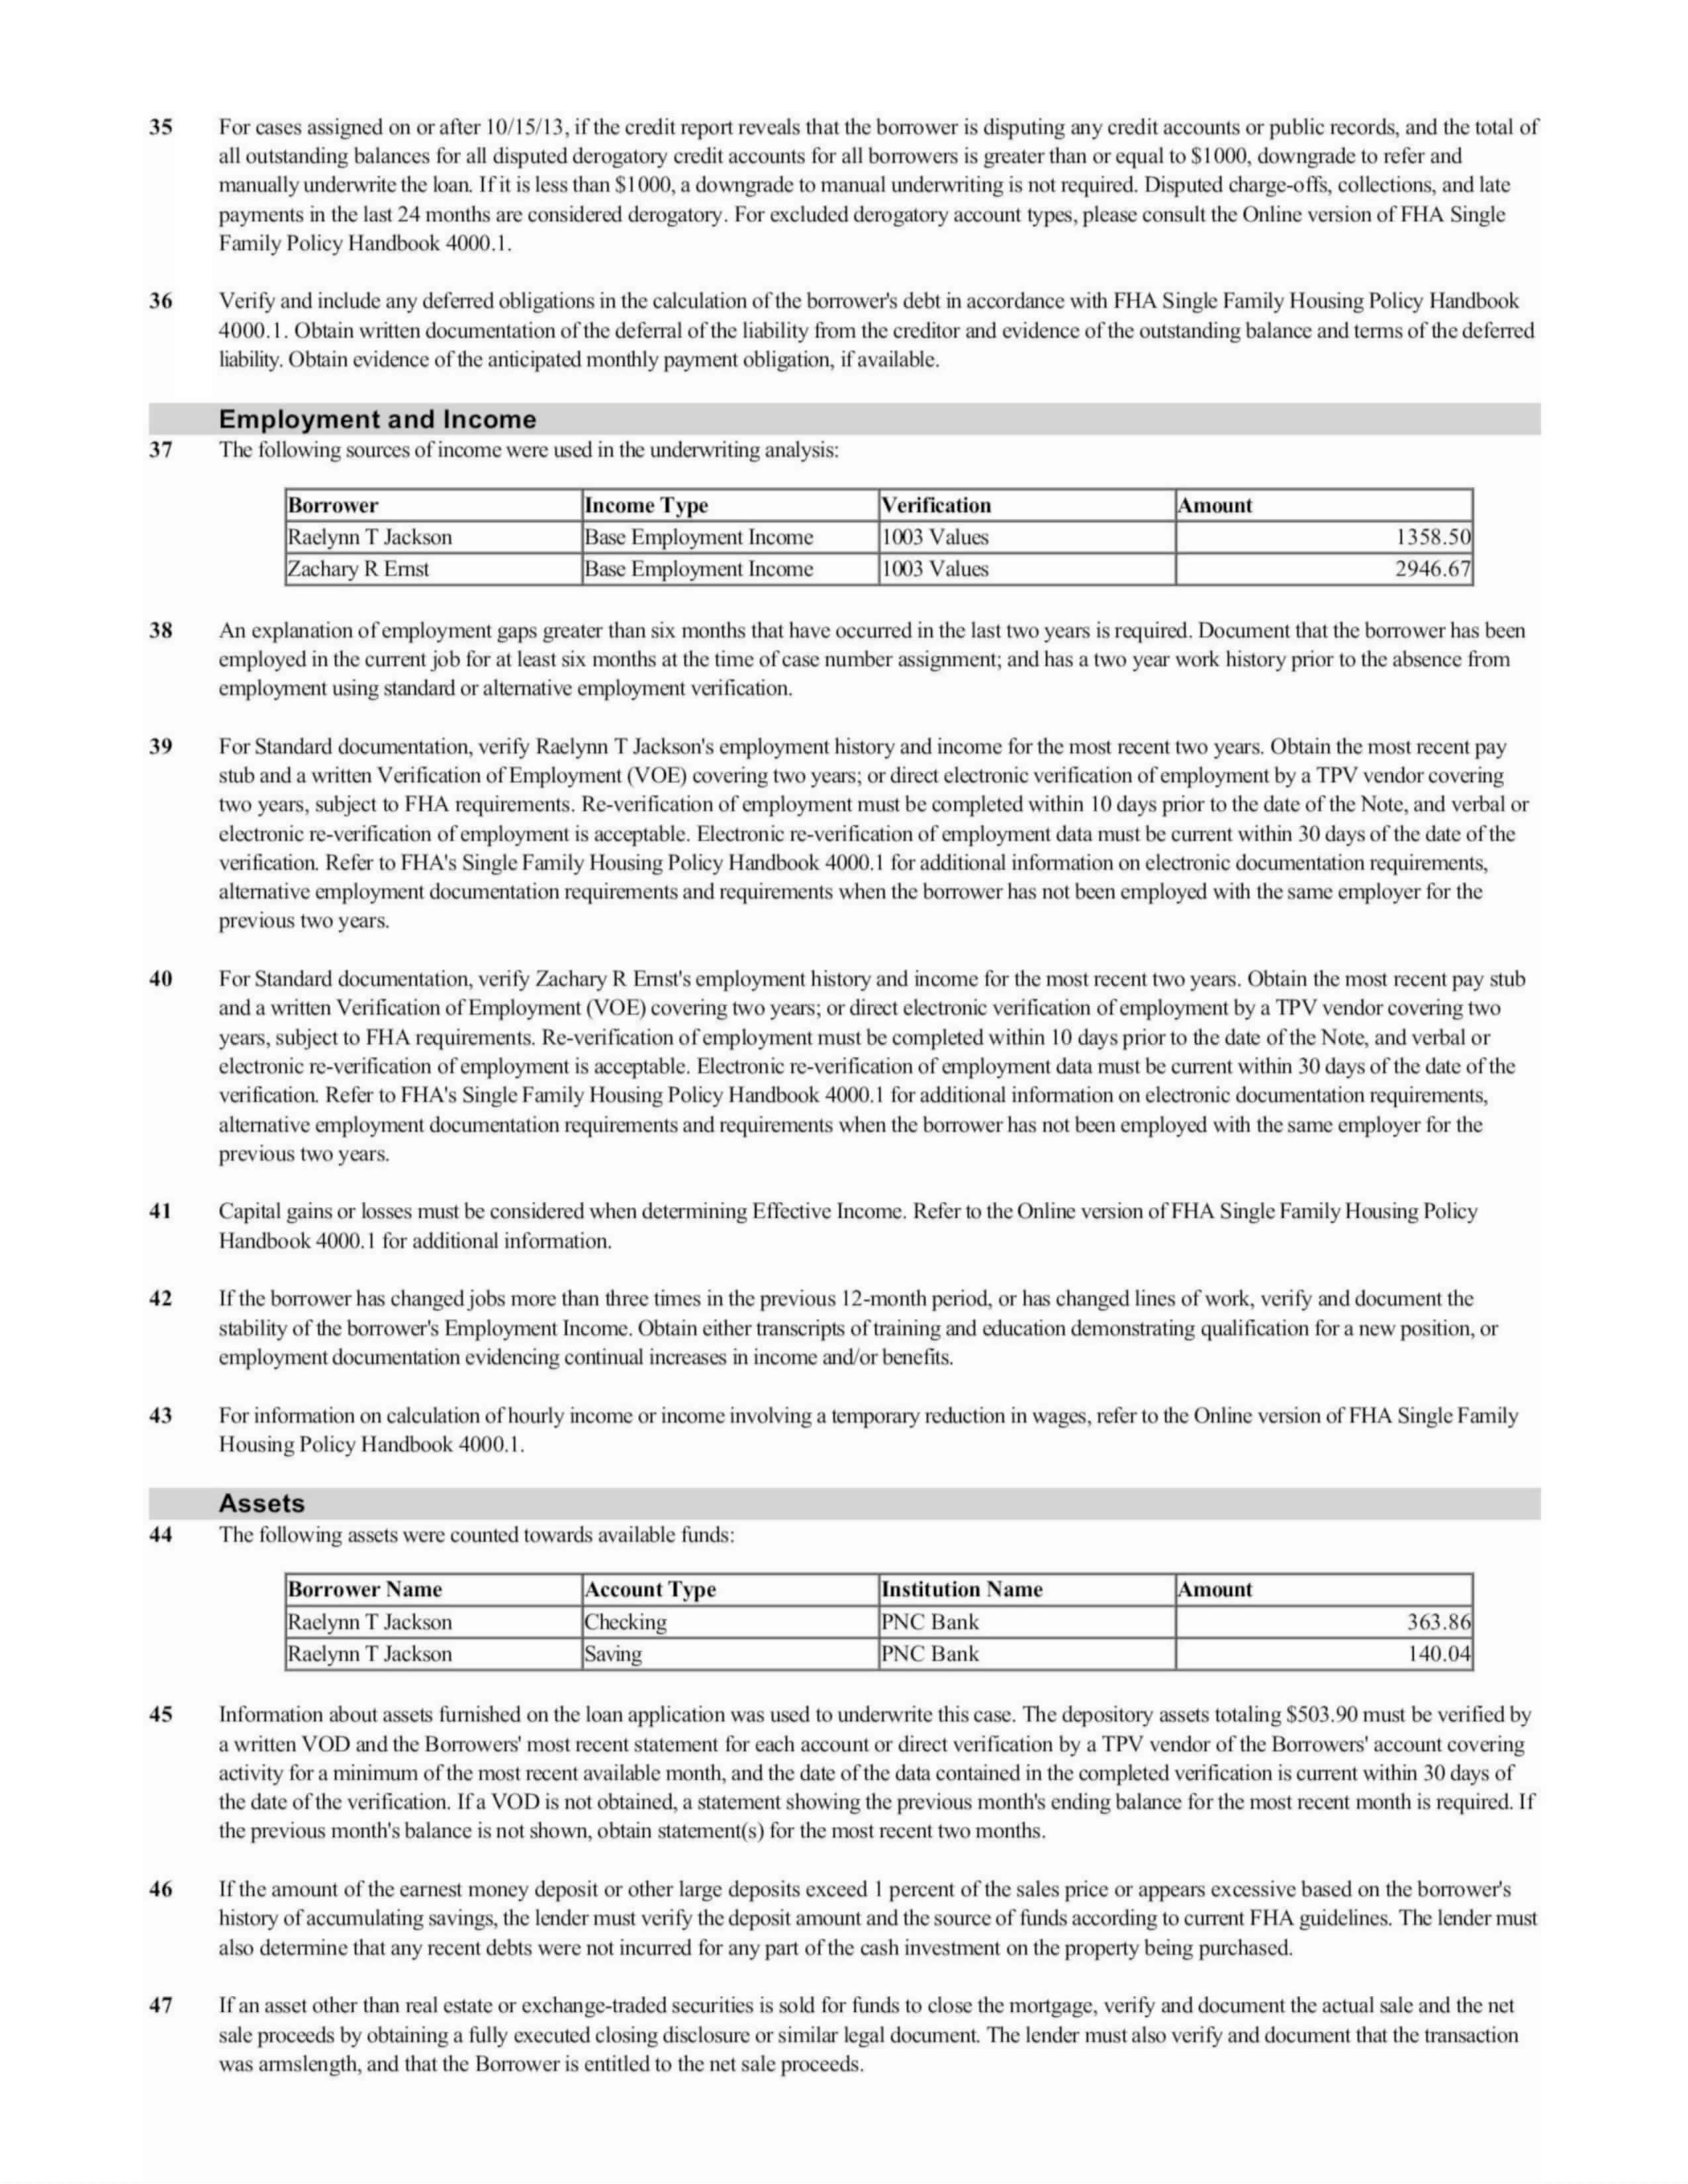 35 For cases assigned on or after 10/15/13, if the credit report reveals that the borrower is disputing any credit accounts or public records, and the total of
all outstanding balances for all disputed derogatory credit accounts for all borrowers is greater than or equal to $1000, downgrade to refer and
manually underwrite the loan. If it is less than $1000, a downgrade to manual underwriting is not required. Disputed charge-offs, collections, and late
payments in the last 24 months are considered derogatory. For excluded derogatory account types, please consult the Online version of FHA Single
Family Policy Handbook 4000.1.
36 Verify and include any deferred obligations in the calculation of the borrower's debt in accordance with FHA Single Family Housing Policy Handbook
4000.1. Obtain written documentation of the deferral of the liability from the creditor and evidence of the outstanding balance and terms of the deferred
liability. Obtain evidence of the anticipated monthly payment obligation, if available.
Employment and Income
37 The following sources of income were used in the underwriting analysis:
Borrower Income Type Verification Amount
Raelynn T Jackson Base Employment Income 1003 Values 1358.50
Zachary R Ernst Base Employment Income 1003 Values 2946.67
38 An explanation of employment gaps greater than six months that have occurred in the last two years is required. Document that the borrower has been
employed in the current job for at least six months at the time of case number assignment; and has a two year work history prior to the absence from
employment using standard or alternative employment verification.
39 For Standard documentation, verify Raelynn T Jackson's employment history and income for the most recent two years. Obtain the most recent pay
stub and a written Verification of Employment (VOE) covering two years; or direct electronic verification of employment by a TPV vendor covering
two years, subject to FHA requirements. Re-verification of employment must be completed within 10 days prior to the date of the Note, and verbal or
electronic re-verification of employment is acceptable. Electronic re-verification of employment data must be current within 30 days of the date of the
verification. Refer to FHA's Single Family Housing Policy Handbook 4000.1 for additional information on electronic documentation requirements,
alternative employment documentation requirements and requirements when the borrower has not been employed with the same employer for the
previous two years.
40 For Standard documentation, verify Zachary R Ernst's employment history and income for the most recent two years. Obtain the most recent pay stub
and a written Verification of Employment (VOE) covering two years; or direct electronic verification of employment by a TPV vendor covering two
years, subject to FHA requirements. Re-verification of employment must be completed within 10 days prior to the date of the Note, and verbal or
electronic re-verification of employment is acceptable. Electronic re-verification of employment data must be current within 30 days of the date of the
verification. Refer to FHA's Single Family Housing Policy Handbook 4000.1 for additional information on electronic documentation requirements,
alternative employment documentation requirements and requirements when the borrower has not been employed with the same employer for the
previous two years.
41 Capital gains or losses must be considered when determining Effective Income. Refer to the Online version of FHA Single Family Housing Policy
Handbook 4000.1 for additional information.
42 If the borrower has changed jobs more than three times in the previous 12-month period, or has changed lines of work, verify and document the
stability of the borrower's Employment Income. Obtain either transcripts of training and education demonstrating qualification for a new position, or
employment documentation evidencing continual increases in income and/or benefits.
43 For information on calculation of hourly income or income involving a temporary reduction in wages, refer to the Online version of FHA Single Family
Housing Policy Handbook 4000.1.
Assets
44 The following assets were counted towards available funds:
Borrower Name Account Type Institution Name Amount
Raelynn T Jackson Checking PNC Bank 363.86
Raelynn T Jackson Saving PNC Bank 140.04
45 Information about assets furnished on the loan application was used to underwrite this case. The depository assets totaling $503.90 must be verified by
a written VOD and the Borrowers' most recent statement for each account or direct verification by a TPV vendor of the Borrowers' account covering
activity for a minimum of the most recent available month, and the date of the data contained in the completed verification is current within 30 days of
the date of the verification. If a VOD is not obtained, a statement showing the previous month's ending balance for the most recent month is required. If
the previous month's balance is not shown, obtain statement(s) for the most recent two months.
46 If the amount of the earnest money deposit or other large deposits exceed 1 percent of the sales price or appears excessive based on the borrower's
history of accumulating savings, the lender must verify the deposit amount and the source of funds according to current FHA guidelines. The lender must
also determine that any recent debts were not incurred for any part of the cash investment on the property being purchased.
47 If an asset other than real estate or exchange-traded securities is sold for funds to close the mortgage, verify and document the actual sale and the net
sale proceeds by obtaining a fully executed closing disclosure or similar legal document. The lender must also verify and document that the transaction
was armslength, and that the Borrower is entitled to the net sale proceeds.